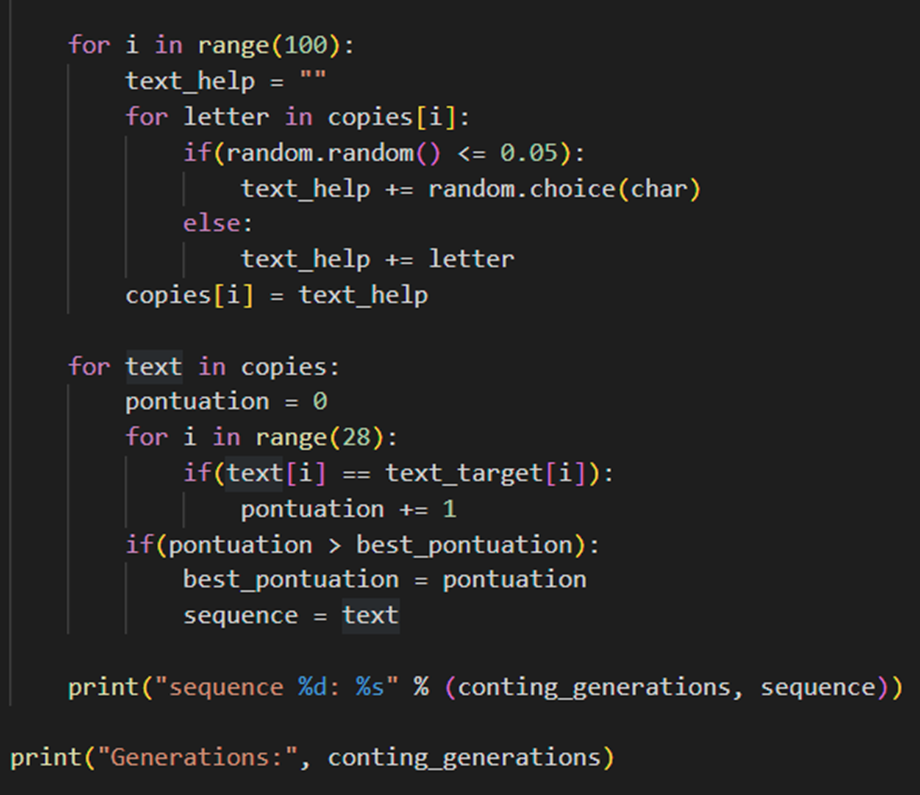 for i in range(100):
text_help = ""
for letter in copies[i]:
if(random.random() <= 0.05):
text_help += random.choice(char)
else:
text_help += letter
copies[i] = text_help
for text in copies:
pontuation = 0
for i in range(28):
if(text[i] == text_target[i]):
pontuation += 1
if(pontuation > best_pontuation):
best_pontuation = pontuation
sequence = text
print("sequence %d: %s" % (conting_generations, sequence))
print("Generations:", conting_generations)